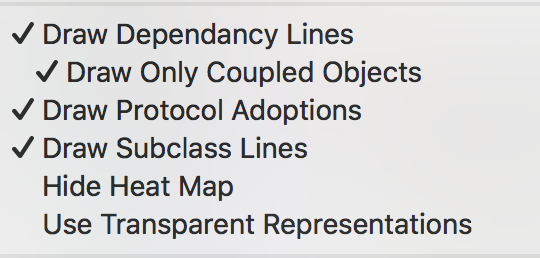 ✓ Draw Dependancy Lines
✓ Draw Only Coupled Objects
✓ Draw Protocol Adoptions
✓ Draw Subclass Lines
Hide Heat Map
Use Transparent Representations